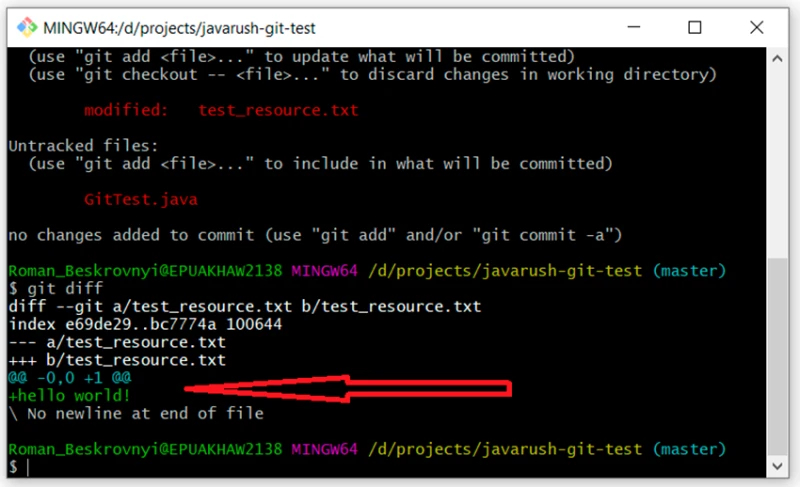 MINGW64:/d/projects/javarush-git-test
(use "git add <file>..." to update what will be committed)
(use "git checkout -- <file>..." to discard changes in working directory)
modified:   test_resource.txt
Untracked files:
(use "git add <file>..." to include in what will be committed)
GitTest.java
no changes added to commit (use "git add" and/or "git commit -a")
Roman_Beskrovnyi@EPUAKHAW2138 MINGW64 /d/projects/javarush-git-test (master)
$ git diff
diff --git a/test_resource.txt b/test_resource.txt
index e69de29..bc7774a 100644
--- a/test_resource.txt
+++ b/test_resource.txt
@@ -0,0 +1 @@
+hello world!
\ No newline at end of file
Roman_Beskrovnyi@EPUAKHAW2138 MINGW64 /d/projects/javarush-git-test (master)
$